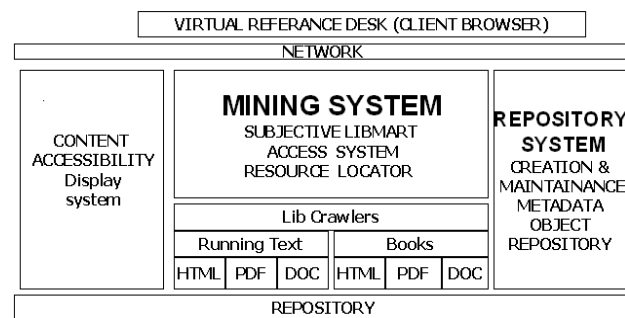 VIRTUAL REFERANCE DESK (CLIENT BROWSER)
NETWORK
CONTENT
ACCESSIBILITY
Display
system
MINING SYSTEM
SUBJECTIVE LIBMART
ACCESS SYSTEM
RESOURCE LOCATOR
Lib Crawlers
Running Text
Books
HTML PDF DOC HTML PDF DOC
REPOSITORY
SYSTEM
CREATION &
MAINTAINANCE
METADATA
OBJECT
REPOSITORY
REPOSITORY